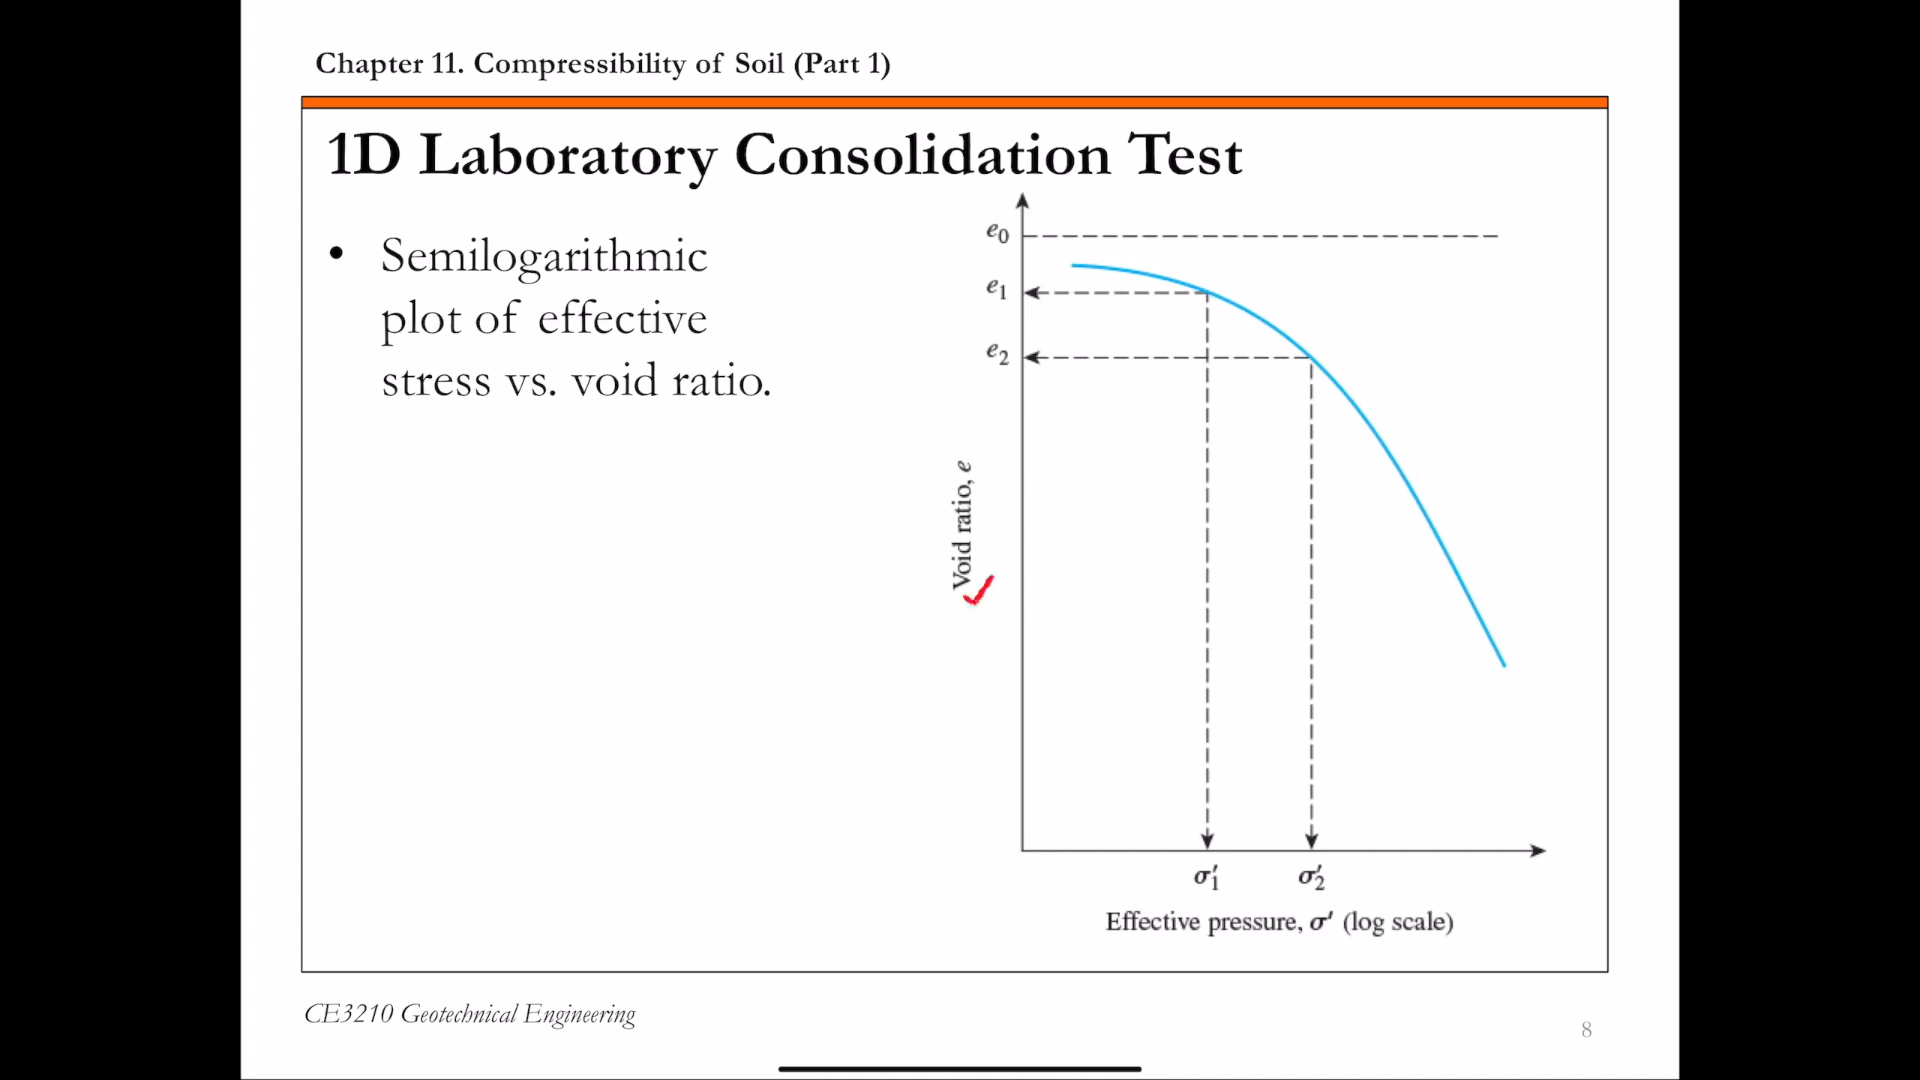 Chapter 11. Compressibility of Soil (Part 1)
1D Laboratory Consolidation Test
• Semilogarithmic
plot of effective
stress vs. void ratio.
e0
e1
e2
Void ratio, e
σ′1
σ′2
Effective pressure, σ′ (log scale)
CE3210 Geotechnical Engineering
8